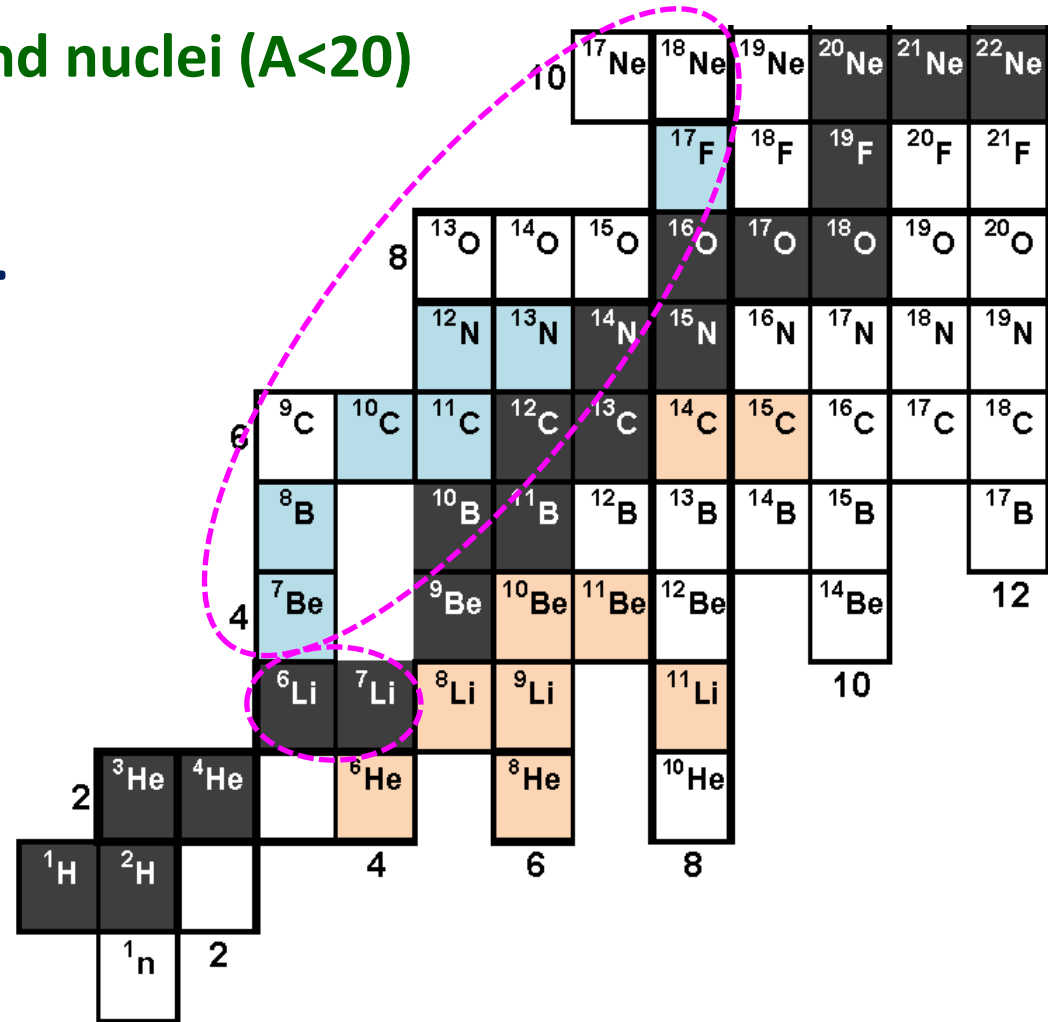 nd nuclei (A<20)
.
10 ¹⁷Ne ¹⁸Ne ¹⁹Ne ²⁰Ne ²¹Ne ²²Ne
¹⁷F ¹⁸F ¹⁹F ²⁰F ²¹F
8 ¹³O ¹⁴O ¹⁵O ¹⁶O ¹⁷O ¹⁸O ¹⁹O ²⁰O
¹²N ¹³N ¹⁴N ¹⁵N ¹⁶N ¹⁷N ¹⁸N ¹⁹N
6 ⁹C ¹⁰C ¹¹C ¹²C ¹³C ¹⁴C ¹⁵C ¹⁶C ¹⁷C ¹⁸C
⁸B ¹⁰B ¹¹B ¹²B ¹³B ¹⁴B ¹⁵B ¹⁷B
4 ⁷Be ⁹Be ¹⁰Be ¹¹Be ¹²Be ¹⁴Be 12
⁶Li ⁷Li ⁸Li ⁹Li ¹¹Li 10
2 ³He ⁴He ⁶He ⁸He ¹⁰He
¹H ²H 4 6 8
¹n 2